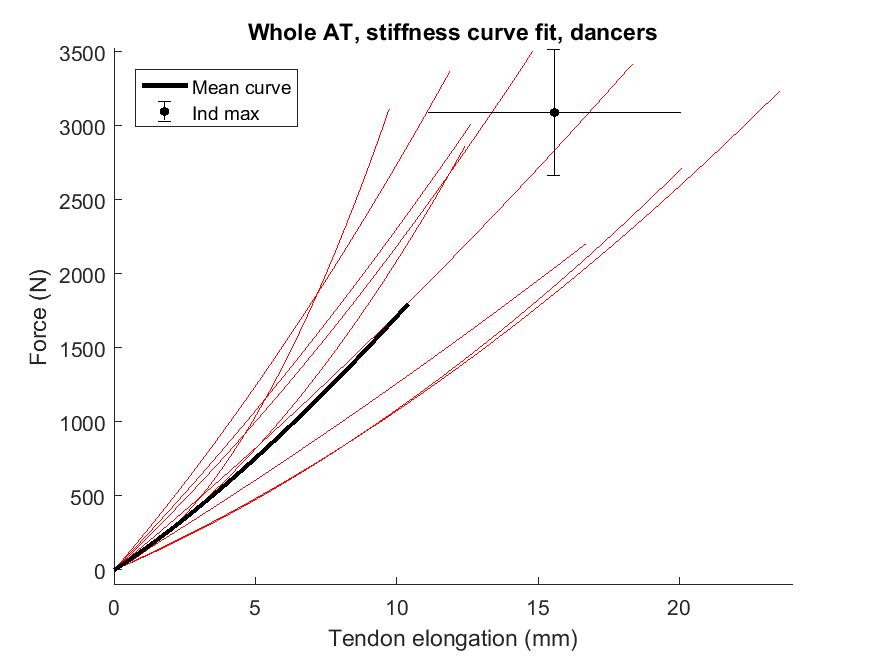 Whole AT, stiffness curve fit, dancers
3500
Mean curve
Ind max
3000
2500
2000
1500
1000
500
0
Force (N)
0 5 10 15 20
Tendon elongation (mm)